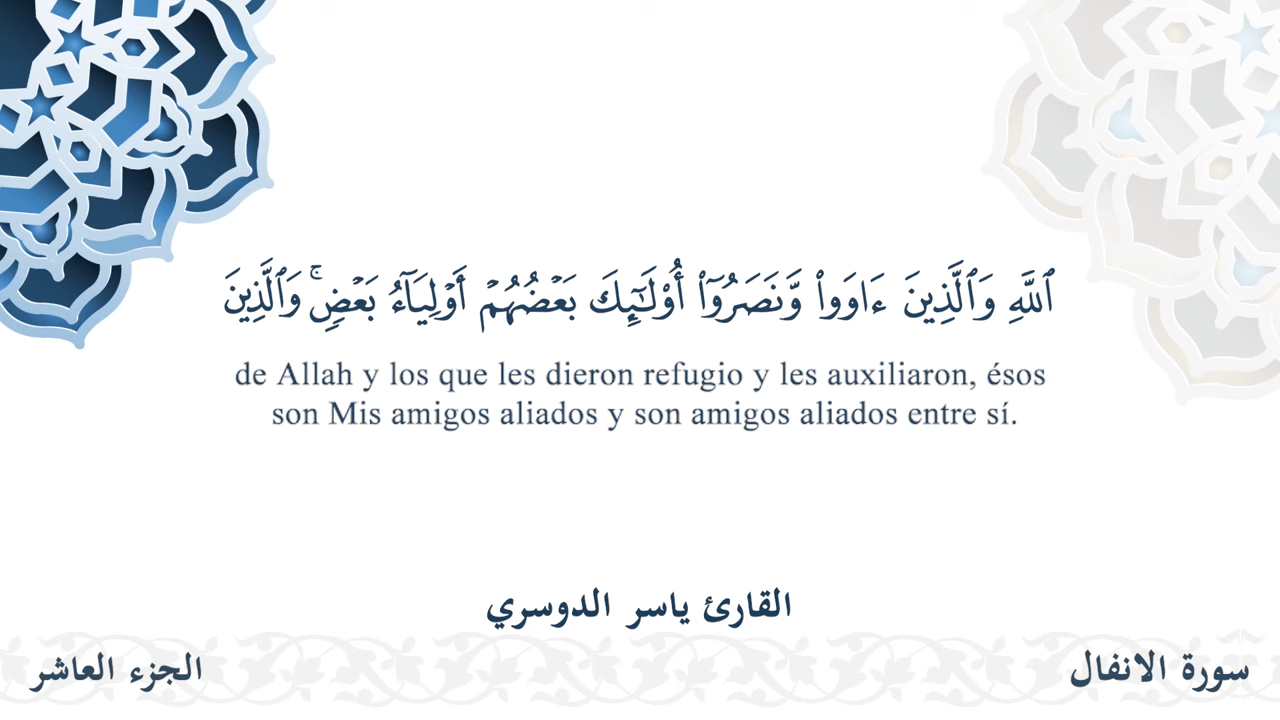 ٱللَّهِ وَٱلَّذِينَ ءَاوَوا۟ وَّنَصَرُوٓا۟ أُو۟لَـٰٓئِكَ بَعۡضُهُمۡ أَوۡلِيَآءُ بَعۡضٖۚ وَٱلَّذِينَ
de Allah y los que les dieron refugio y les auxiliaron, ésos
son Mis amigos aliados y son amigos aliados entre sí.
القارئ ياسر الدوسري
سورة الانفال
الجزء العاشر